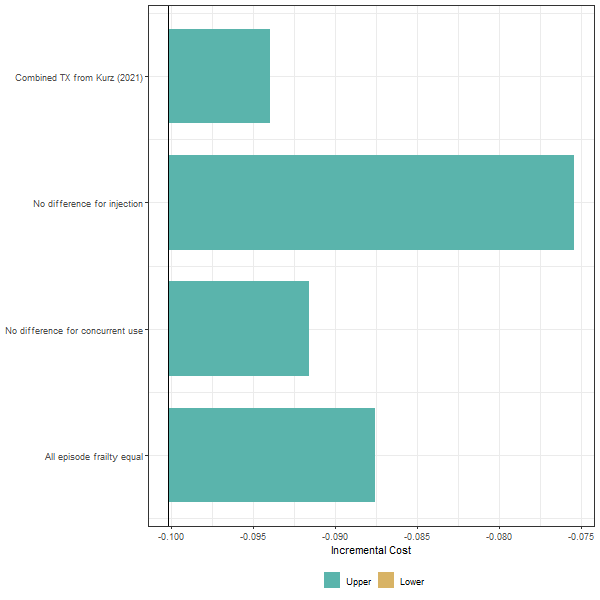 Combined TX from Kurz (2021)
No difference for injection
No difference for concurrent use
All episode frailty equal
-0.100 -0.095 -0.090 -0.085 -0.080 -0.075
Incremental Cost
Upper Lower